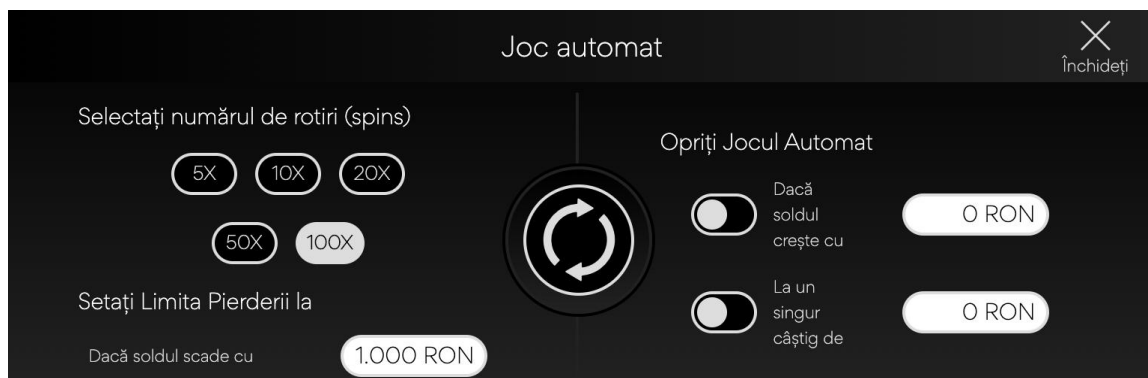 Joc automat
Închideți
Selectați numărul de rotiri (spins)
5X 10X 20X
50X 100X
Setați Limita Pierderii la
Dacă soldul scade cu 1.000 RON
Opriți Jocul Automat
Dacă
soldul
crește cu
0 RON
La un
singur
câștig de
0 RON